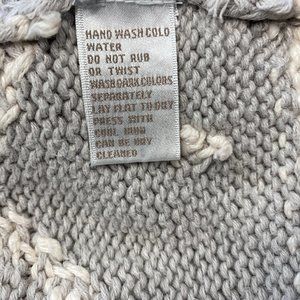 HAND WASH COLD
WATER
DO NOT RUB
OR TWIST
WASH DARK COLORS
SEPARATELY
LAY FLAT TO DRY
PRESS WITH
COOL IRON
CAN BE DRY
CLEANED